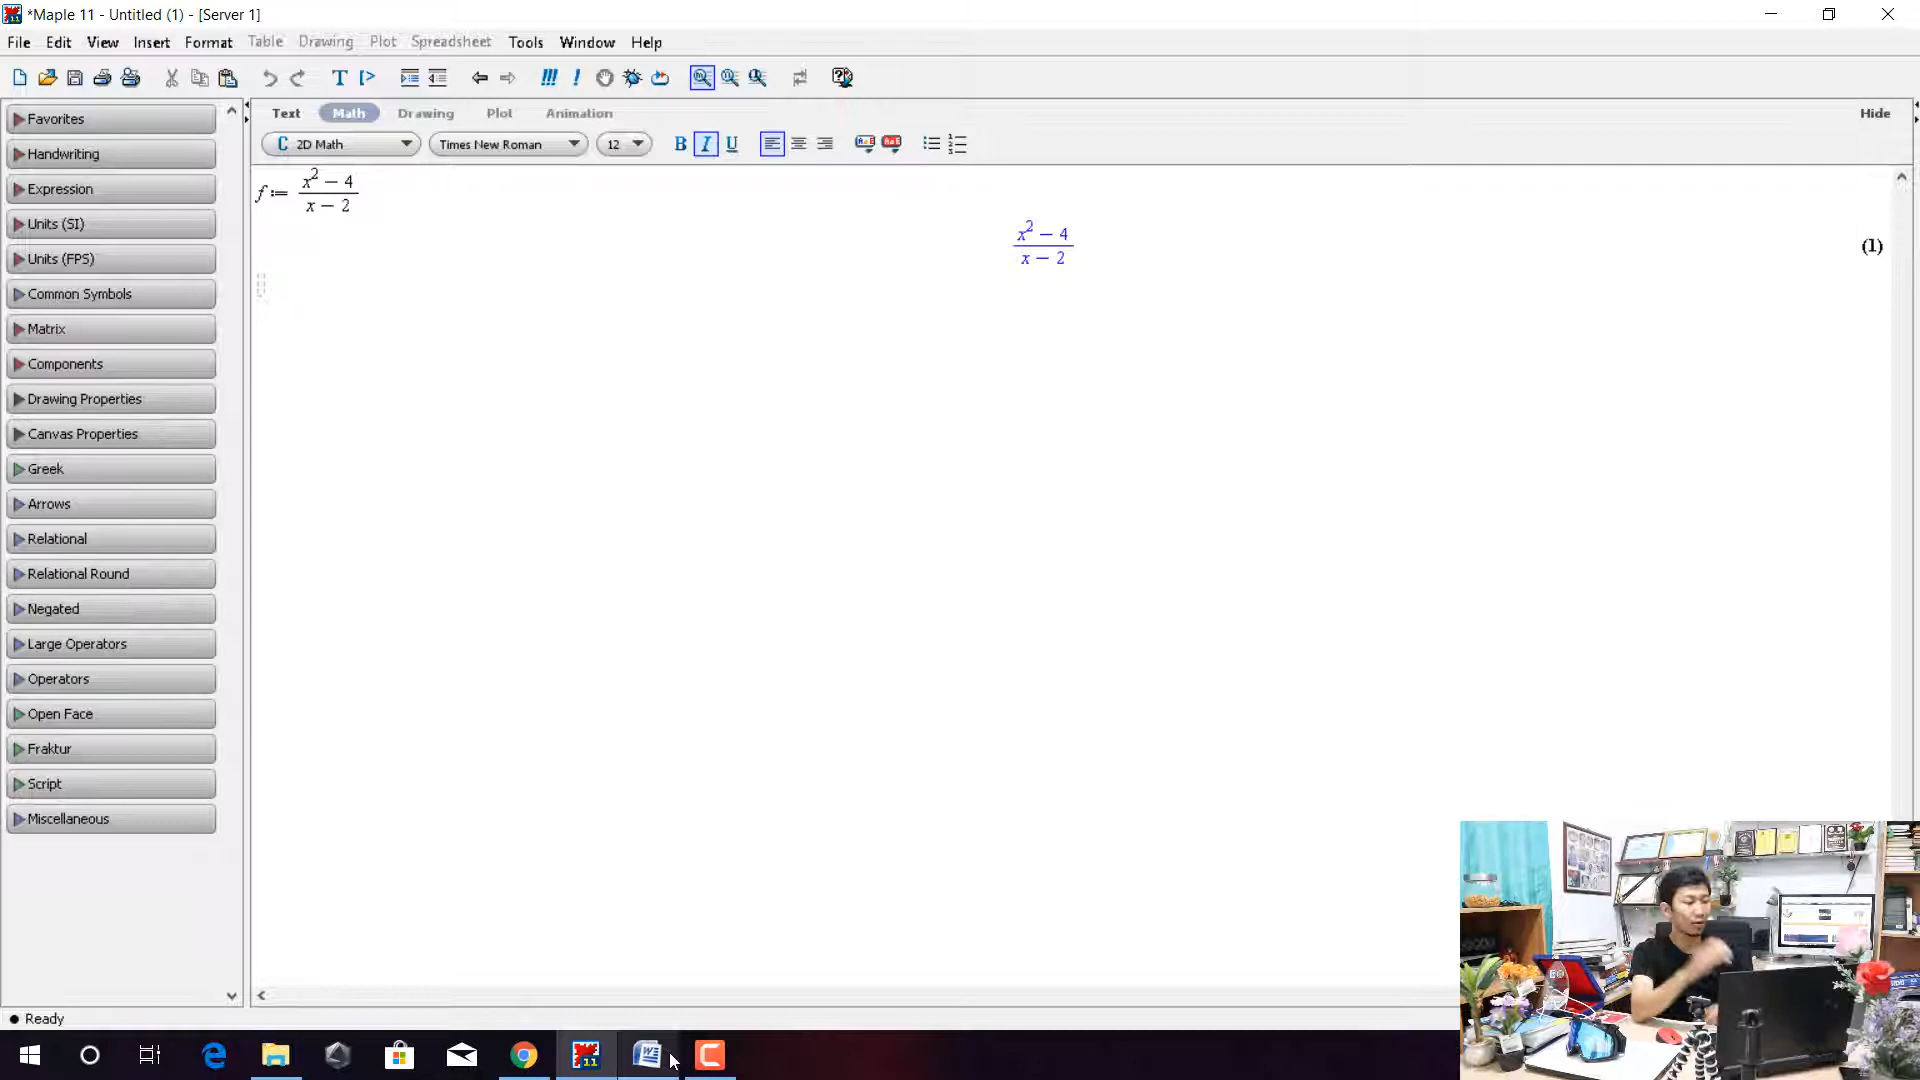 *Maple 11 - Untitled (1) - [Server 1]
File Edit View Insert Format Table Drawing Plot Spreadsheet Tools Window Help
Text Math Drawing Plot Animation Hide
C 2D Math Times New Roman 12 B I U
Favorites
Handwriting
Expression
Units (SI)
Units (FPS)
Common Symbols
Matrix
Components
Drawing Properties
Canvas Properties
Greek
Arrows
Relational
Relational Round
Negated
Large Operators
Operators
Open Face
Fraktur
Script
Miscellaneous
f := (x² − 4)/(x − 2)
(x² − 4)/(x − 2) (1)
Ready